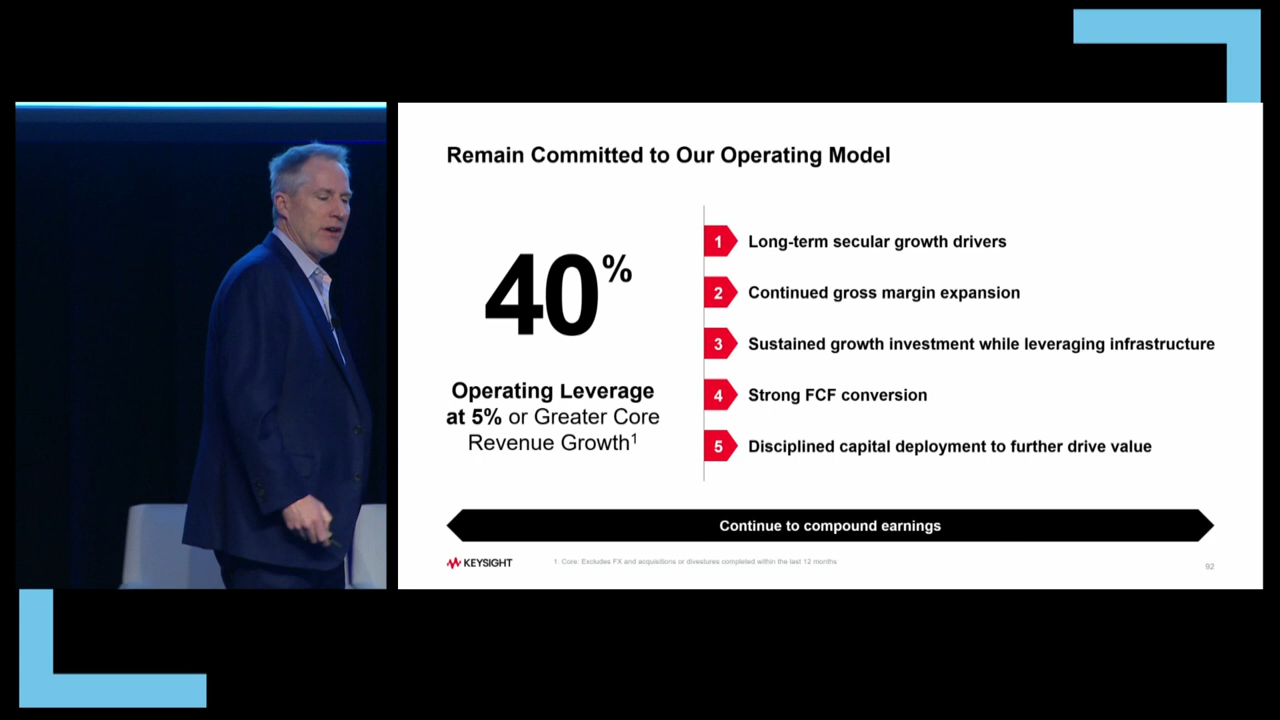 Remain Committed to Our Operating Model
40%
Operating Leverage
at 5% or Greater Core
Revenue Growth1
1 Long-term secular growth drivers
2 Continued gross margin expansion
3 Sustained growth investment while leveraging infrastructure
4 Strong FCF conversion
5 Disciplined capital deployment to further drive value
Continue to compound earnings
KEYSIGHT
1. Core: Excludes FX and acquisitions or divestures completed within the last 12 months
92